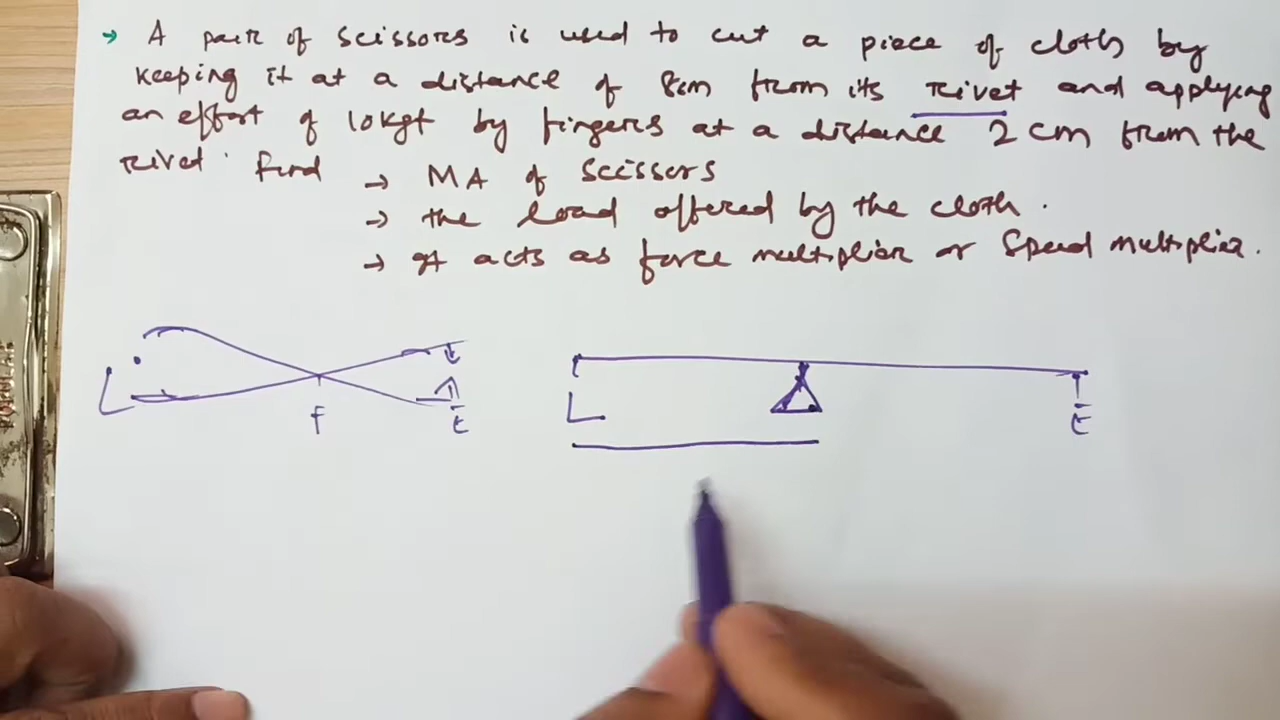 → A pair of scissors is used to cut a piece of cloth by
keeping it at a distance of 8cm from its rivet and applying
an effort of 10kgf by fingers at a distance 2 cm from the
rivet. Find → MA of scissors
→ the load offered by the cloth.
→ It acts as force multiplier or speed multiplier.
L F E
L E